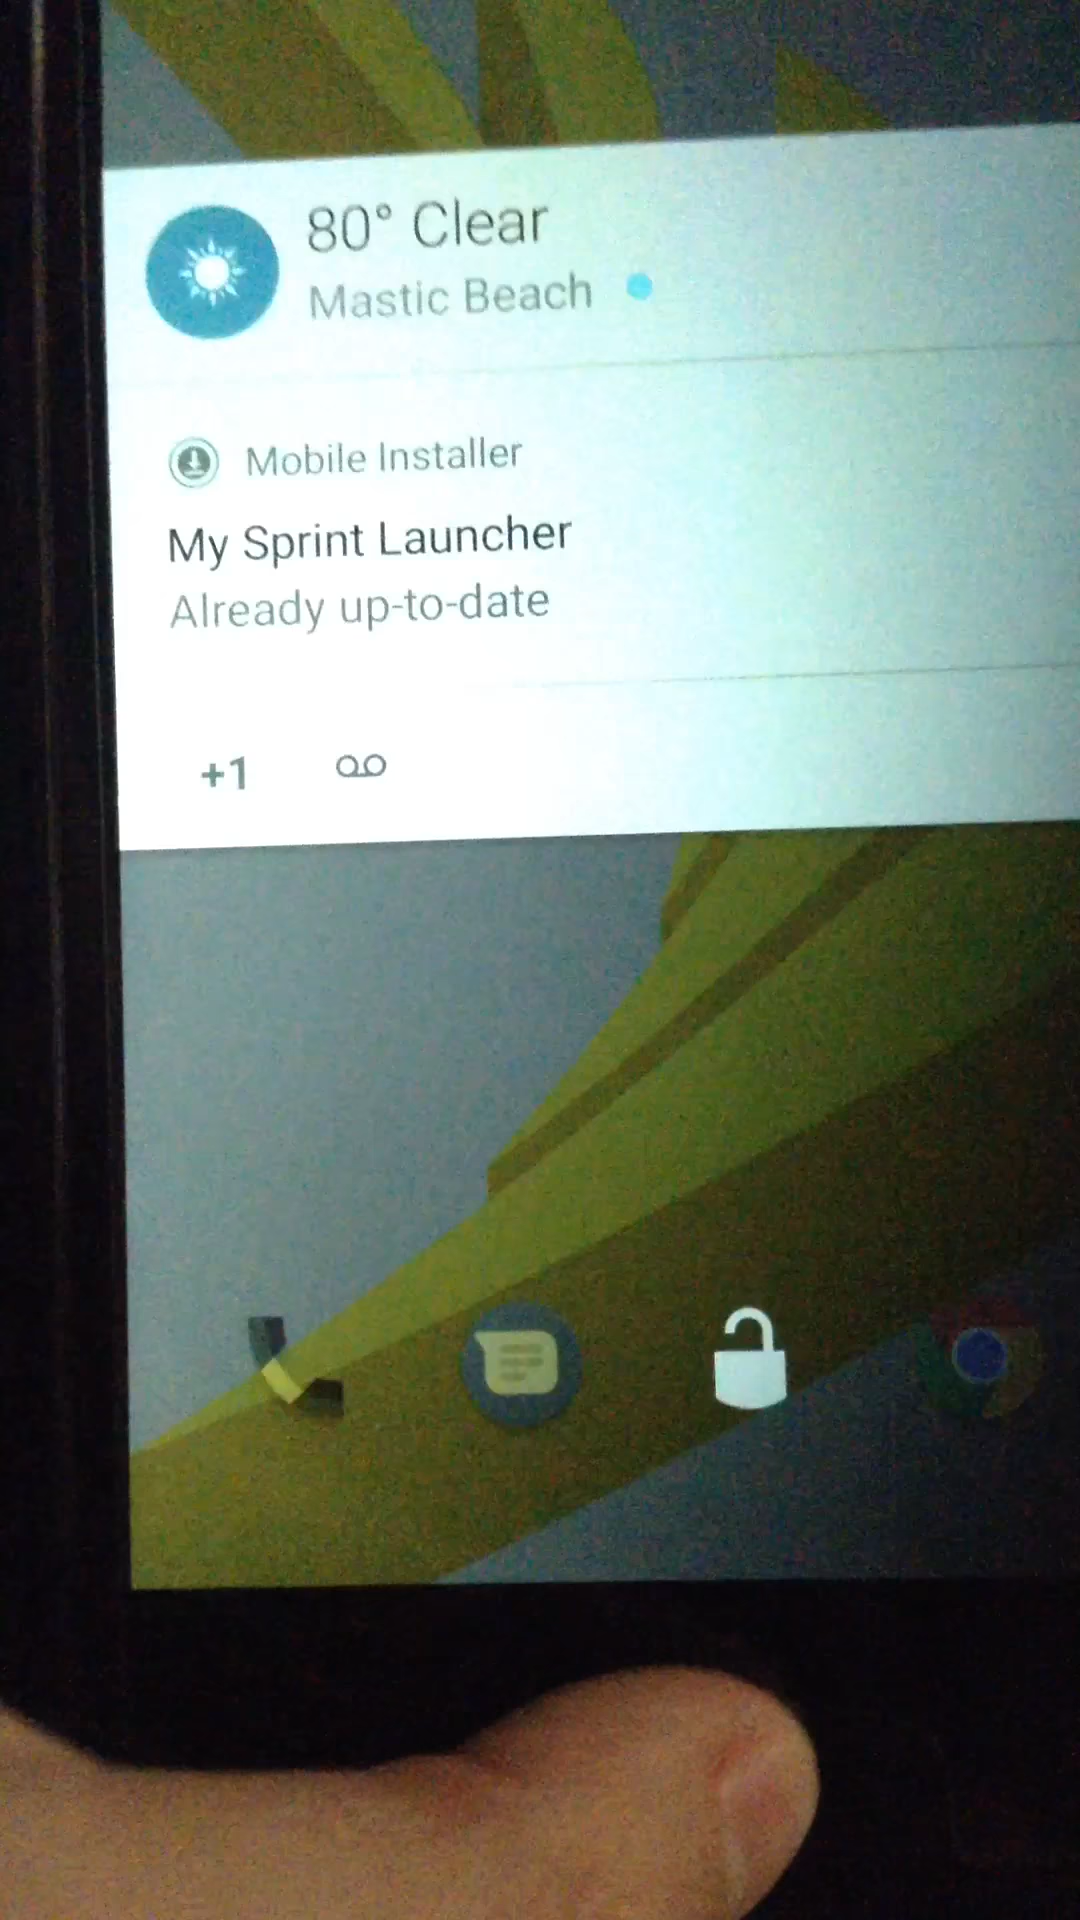 80° Clear
Mastic Beach
Mobile Installer
My Sprint Launcher
Already up-to-date
+1